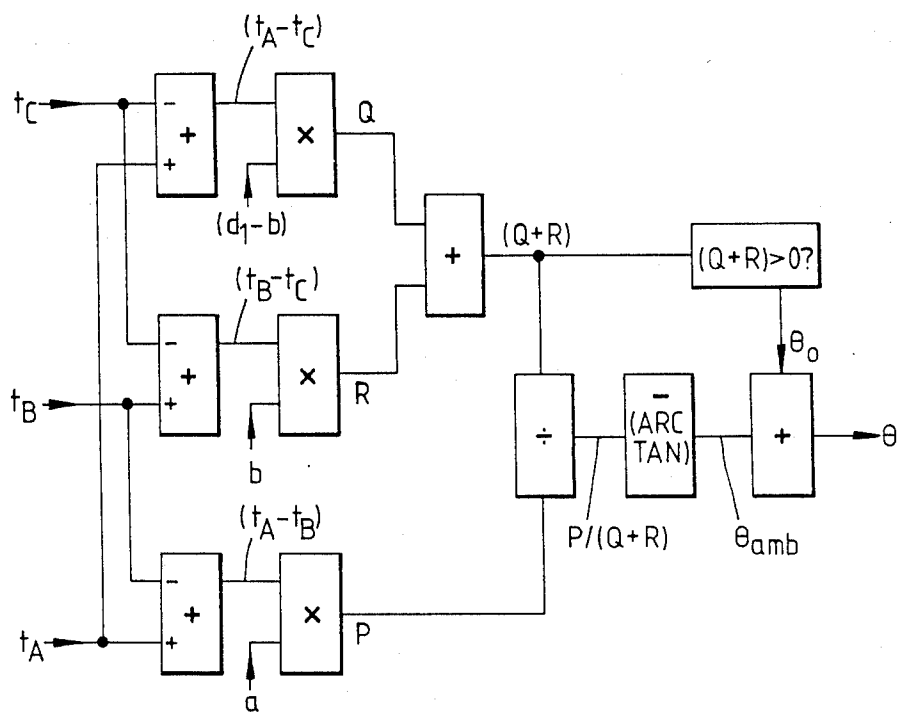 (t_A-t_C)
t_C
-
+
+
×
Q
(d_1-b)
(Q+R)
+
(Q+R)>0?
(t_B-t_C)
-
+
+
×
R
t_B
b
θ_o
÷
-
(ARC
TAN)
+
θ
P/(Q+R)
θ_amb
(t_A-t_B)
-
+
+
×
P
t_A
a